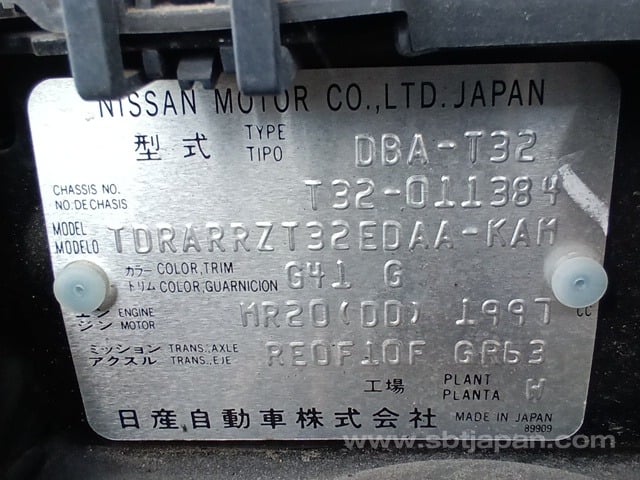 NISSAN MOTOR CO.,LTD. JAPAN
型式 TYPE TIPO DBA-T32
CHASSIS NO. NO. DE CHASIS T32-011384
MODEL MODELO TDRARRZT32EDAA-KAM
カラー COLOR, TRIM トリム COLOR, GUARNICION G41 G
エンジン ENGINE MOTOR MR20(DD) 1997 CC
ミッション TRANS., AXLE アクスル TRANS., EJE RE0F10F GR63
工場 PLANT PLANTA W
日産自動車株式会社 MADE IN JAPAN
89909
www.sbtjapan.com